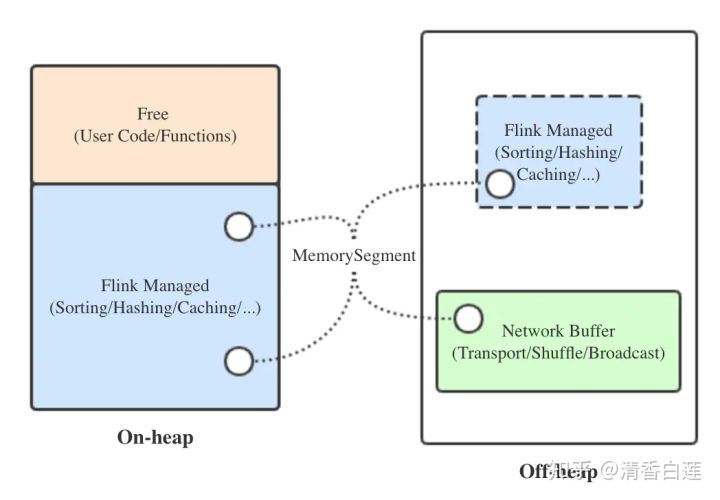 Free
(User Code/Functions)
Flink Managed
(Sorting/Hashing/Caching/...)
On-heap
MemorySegment
Flink Managed
(Sorting/Hashing/
Caching/...)
Network Buffer
(Transport/Shuffle/Broadcast)
Off-heap
知乎 @清香白莲